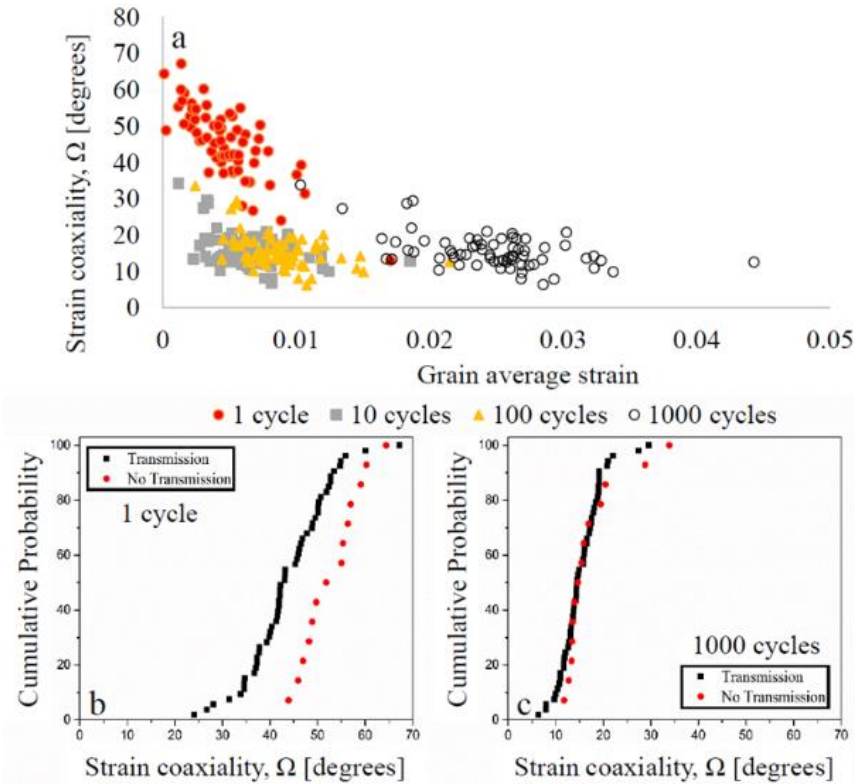 a
Strain coaxiality, Ω [degrees]
80
70
60
50
40
30
20
10
0
0 0.01 0.02 0.03 0.04 0.05
Grain average strain
1 cycle 10 cycles 100 cycles 1000 cycles
Cumulative Probability
100
80
60
40
20
0
Transmission
No Transmission
1 cycle
b
0 10 20 30 40 50 60 70
Strain coaxiality, Ω [degrees]
Cumulative Probability
100
80
60
40
20
0
1000 cycles
Transmission
No Transmission
c
0 10 20 30 40 50 60 70
Strain coaxiality, Ω [degrees]